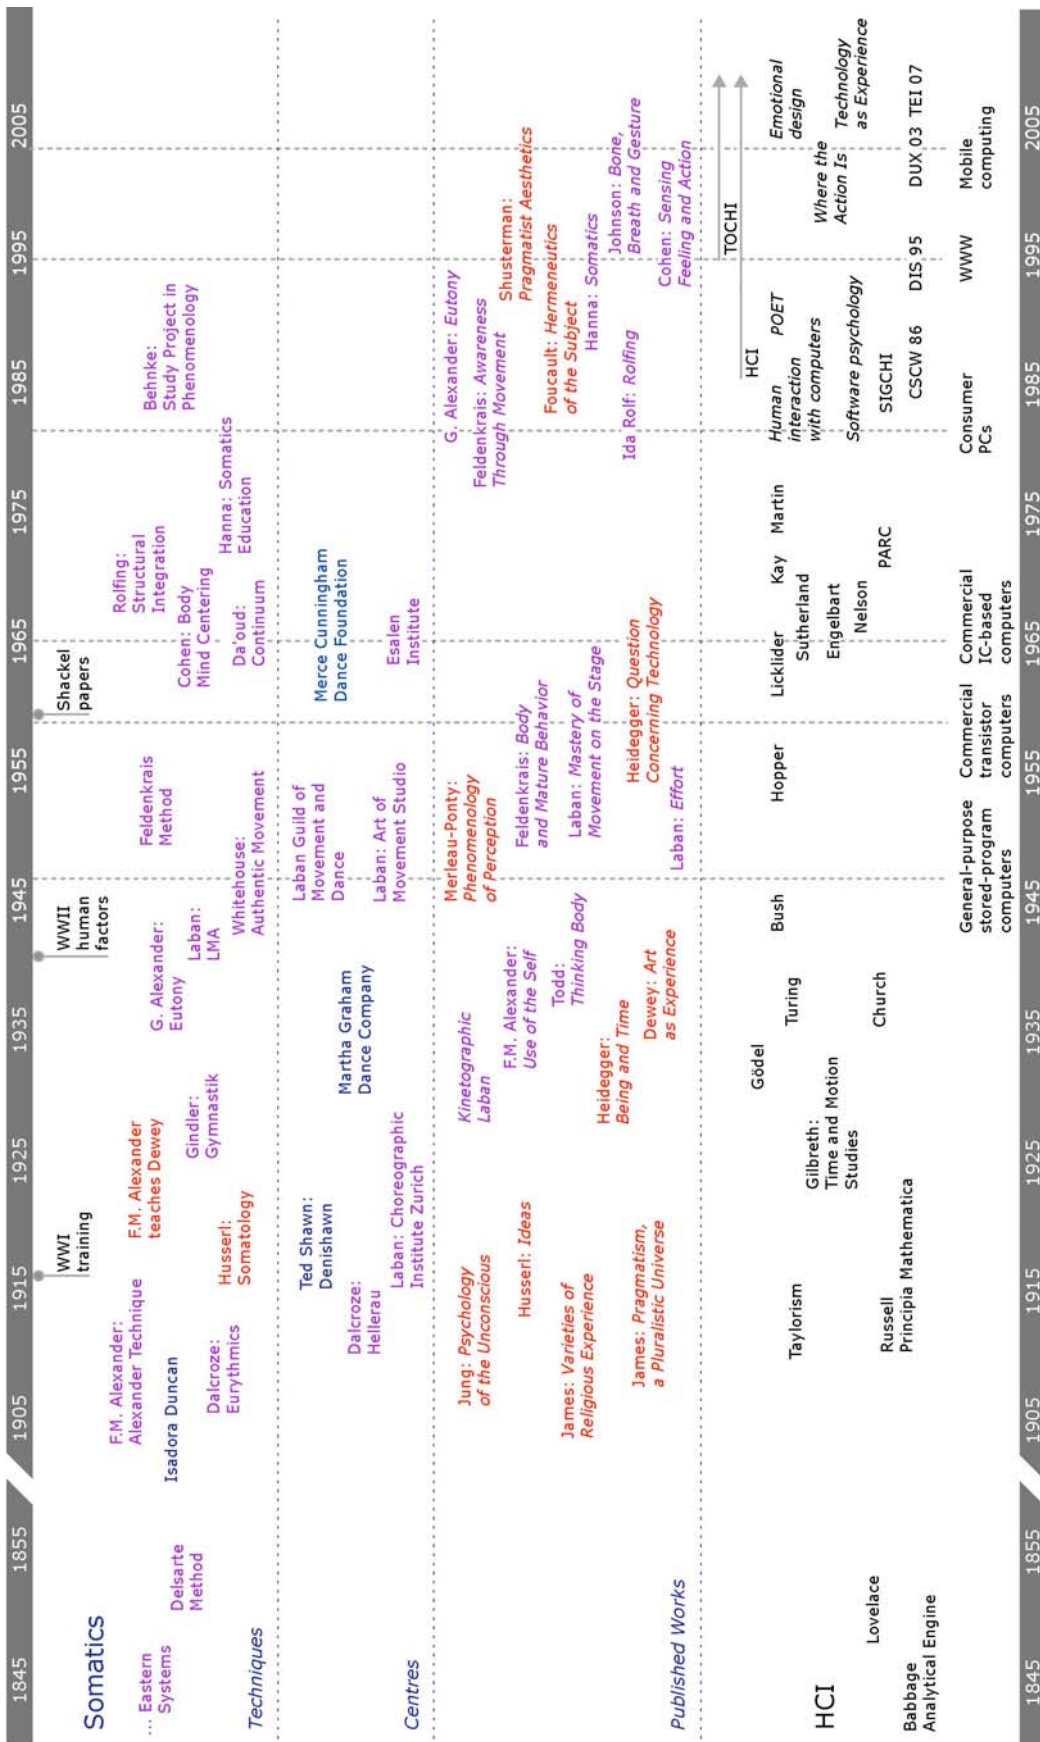 1845
1855
1905
1915
1925
1935
1945
1955
1965
1975
1985
1995
2005
Somatics
WWI
training
WWII
human
factors
Shackel
papers
... Eastern
Systems
Delsarte
Method
F.M. Alexander:
Alexander Technique
Isadora Duncan
Dalcroze:
Eurythmics
F.M. Alexander
teaches Dewey
Husserl:
Somatology
Gindler:
Gymnastik
G. Alexander:
Eutony
Laban:
LMA
Whitehouse:
Authentic Movement
Feldenkrais
Method
Rolfing:
Structural
Integration
Cohen: Body
Mind Centering
Da'oud:
Continuum
Hanna: Somatics
Education
Behnke:
Study Project in
Phenomenology
Techniques
Ted Shawn:
Denishawn
Dalcroze:
Hellerau
Laban: Choreographic
Institute Zurich
Martha Graham
Dance Company
Laban Guild of
Movement and
Dance
Laban: Art of
Movement Studio
Merce Cunningham
Dance Foundation
Esalen
Institute
Centres
Jung: Psychology
of the Unconscious
Husserl: Ideas
James: Varieties of
Religious Experience
James: Pragmatism,
a Pluralistic Universe
Kinetographic
Laban
F.M. Alexander:
Use of the Self
Todd:
Thinking Body
Heidegger:
Being and Time
Dewey: Art
as Experience
Merleau-Ponty:
Phenomenology
of Perception
Feldenkrais: Body
and Mature Behavior
Laban: Mastery of
Movement on the Stage
Heidegger: Question
Concerning Technology
Laban: Effort
G. Alexander: Eutony
Feldenkrais: Awareness
Through Movement
Shusterman:
Pragmatist Aesthetics
Foucault: Hermeneutics
of the Subject
Hanna: Somatics
Ida Rolf: Rolfing
Johnson: Bone,
Breath and Gesture
Cohen: Sensing
Feeling and Action
Published Works
TOCHI
HCI
HCI
Babbage
Analytical Engine
Lovelace
Taylorism
Russell
Principia Mathematica
Gilbreth:
Time and Motion
Studies
Gödel
Turing
Church
Bush
Hopper
Licklider
Sutherland
Engelbart
Nelson
Kay
PARC
Martin
Human
interaction
with computers
POET
Software psychology
SIGCHI
CSCW 86
DIS 95
Where the
Action Is
Emotional
design
Technology
as Experience
DUX 03
TEI 07
General-purpose
stored-program
computers
Commercial
transistor
computers
Commercial
IC-based
computers
Consumer
PCs
WWW
Mobile
computing
1845
1855
1905
1915
1925
1935
1945
1955
1965
1975
1985
1995
2005